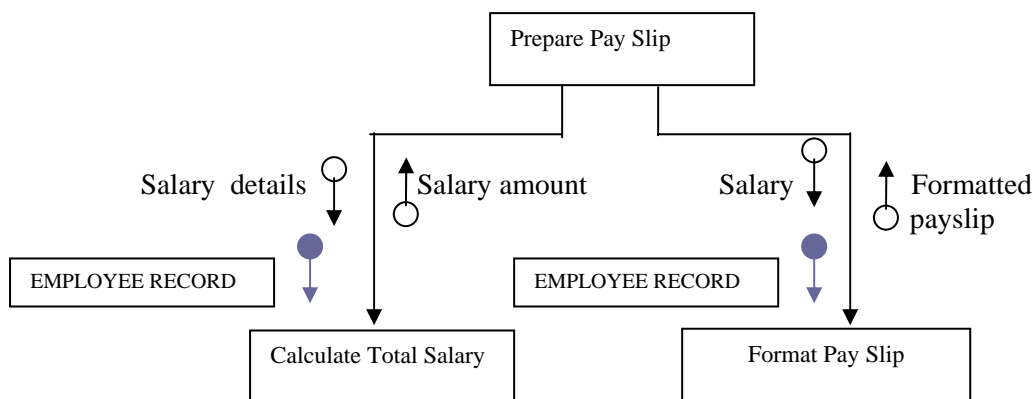 Prepare Pay Slip
Salary details
Salary amount
Salary
Formatted
payslip
EMPLOYEE RECORD
EMPLOYEE RECORD
Calculate Total Salary
Format Pay Slip